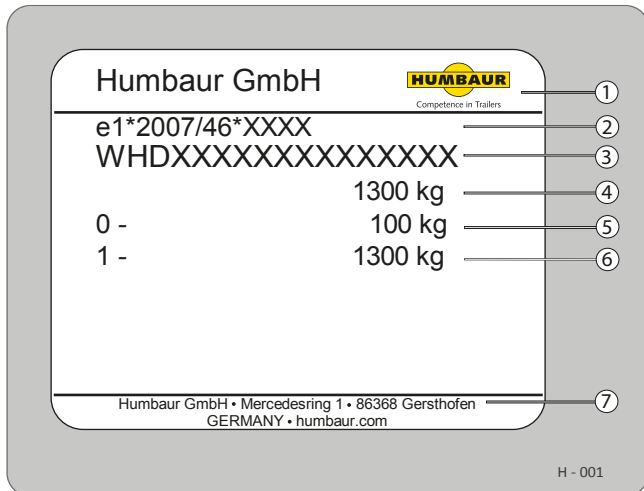 Humbaur GmbH
HUMBAUR
Competence in Trailers
1
e1*2007/46*XXXX
2
WHDXXXXXXXXXXXXXX
3
1300 kg
4
0 - 100 kg
5
1 - 1300 kg
6
Humbaur GmbH • Mercedesring 1 • 86368 Gersthofen
7
GERMANY • humbaur.com
H - 001